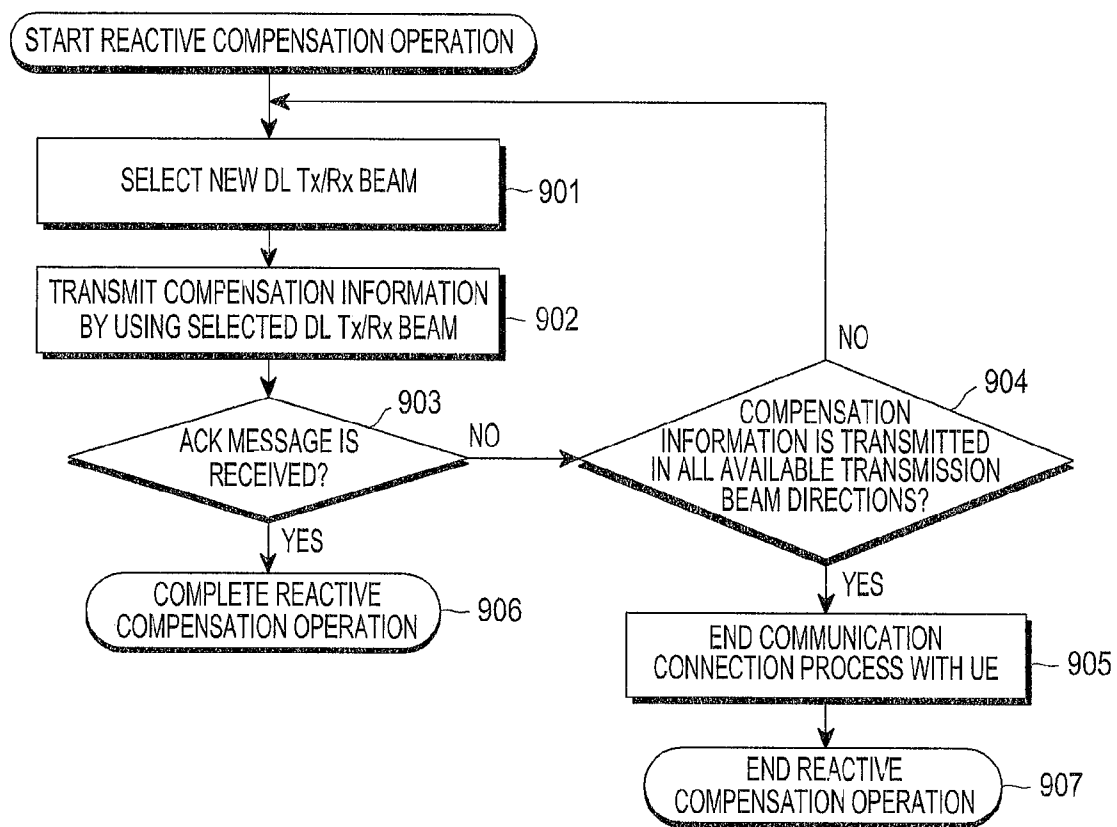 START REACTIVE COMPENSATION OPERATION
SELECT NEW DL Tx/Rx BEAM
901
TRANSMIT COMPENSATION INFORMATION
BY USING SELECTED DL Tx/Rx BEAM
902
903
ACK MESSAGE IS
RECEIVED?
NO
YES
COMPLETE REACTIVE
COMPENSATION OPERATION
906
NO
904
COMPENSATION
INFORMATION IS TRANSMITTED
IN ALL AVAILABLE TRANSMISSION
BEAM DIRECTIONS?
YES
END COMMUNICATION
CONNECTION PROCESS WITH UE
905
END REACTIVE
COMPENSATION OPERATION
907